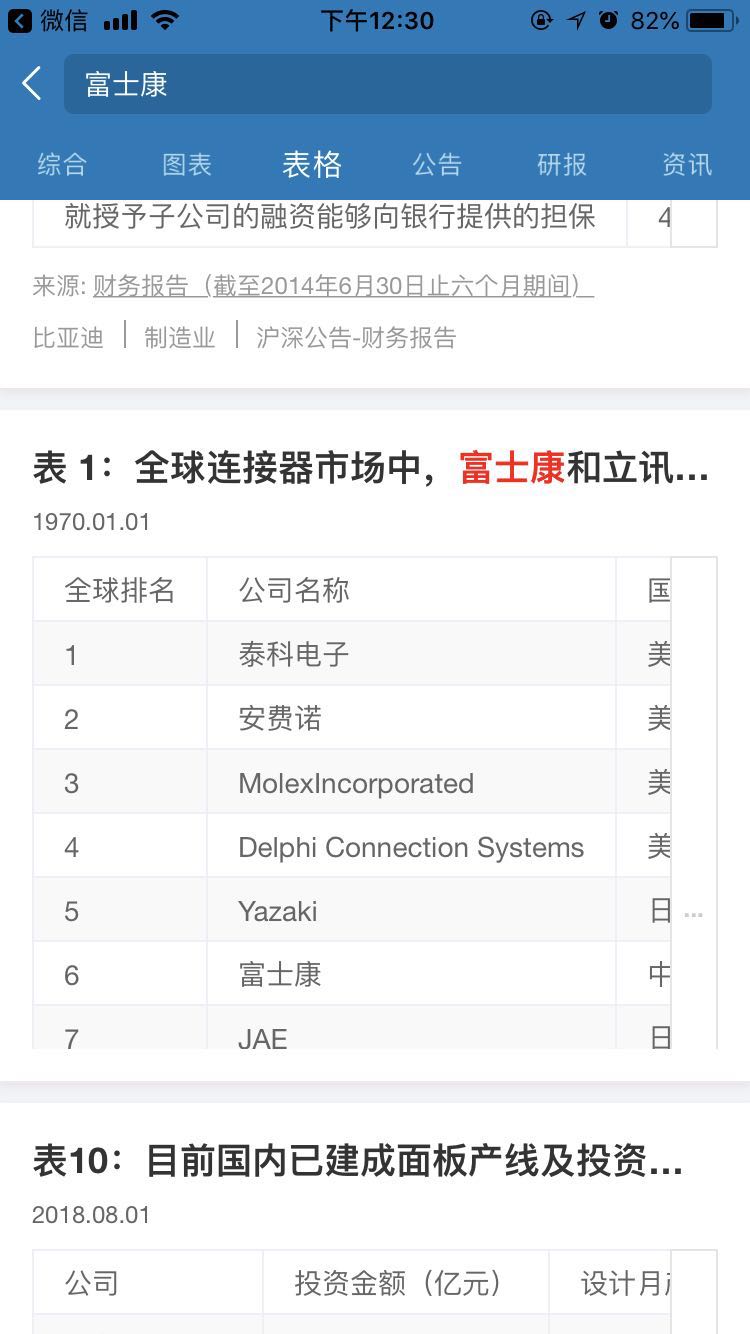 微信 下午12:30 82%
富士康
综合 图表 表格 公告 研报 资讯
就授予子公司的融资能够向银行提供的担保 4
来源: 财务报告（截至2014年6月30日止六个月期间）
比亚迪 | 制造业 | 沪深公告-财务报告
表 1：全球连接器市场中，富士康和立讯...
1970.01.01
全球排名 公司名称 国
1 泰科电子 美
2 安费诺 美
3 MolexIncorporated 美
4 Delphi Connection Systems 美
5 Yazaki 日 ...
6 富士康 中
7 JAE 日
表10：目前国内已建成面板产线及投资...
2018.08.01
公司 投资金额（亿元） 设计月